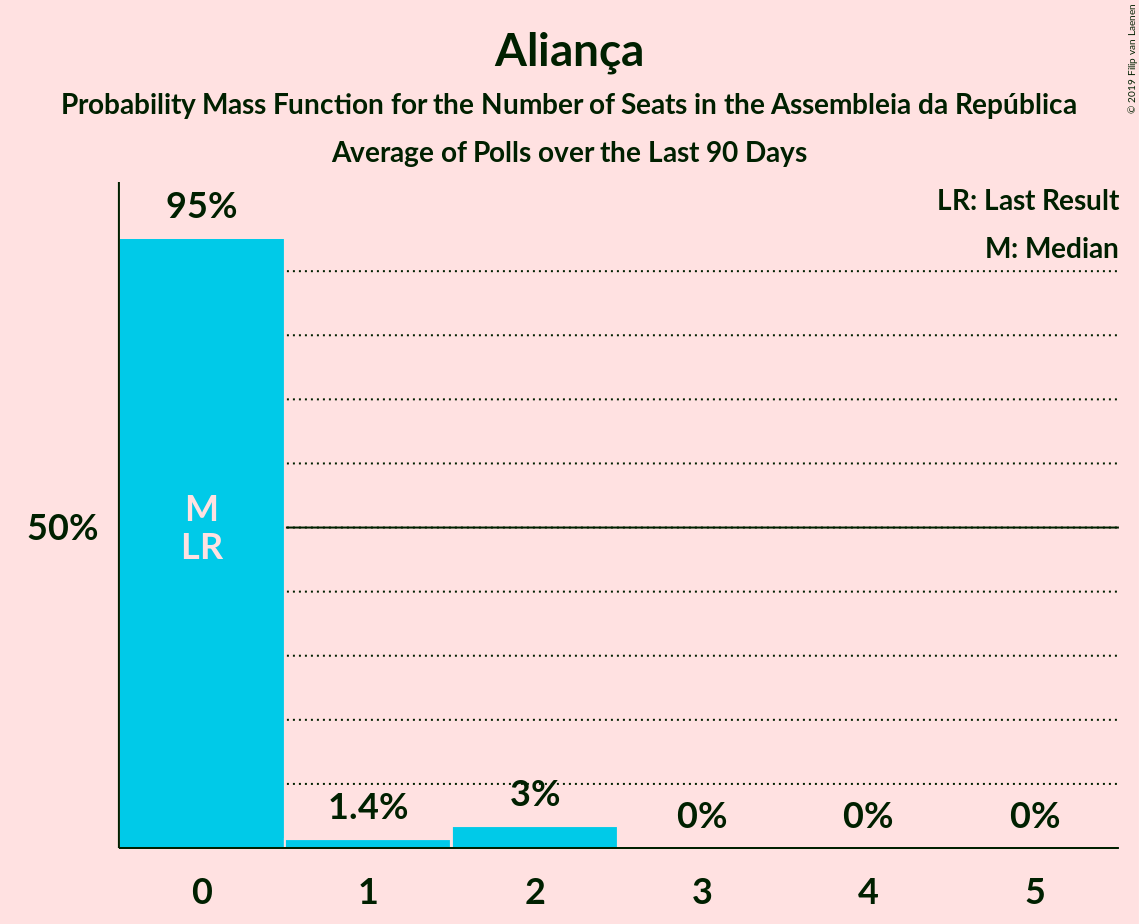 Aliança
Probability Mass Function for the Number of Seats in the Assembleia da República
Average of Polls over the Last 90 Days
© 2019 Filip van Laenen
LR: Last Result
M: Median
95%
M
LR
50%
1.4%
3%
0%
0%
0%
0
1
2
3
4
5